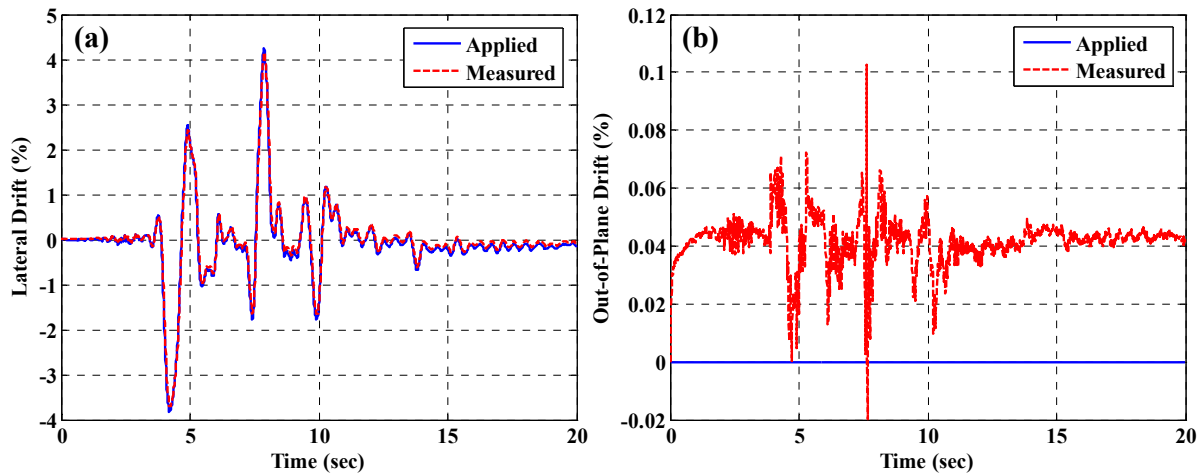 (a)
Applied
Measured
Lateral Drift (%)
5
4
3
2
1
0
-1
-2
-3
-4
0 5 10 15 20
Time (sec)
(b)
Applied
Measured
Out-of-Plane Drift (%)
0.12
0.1
0.08
0.06
0.04
0.02
0
-0.02
0 5 10 15 20
Time (sec)